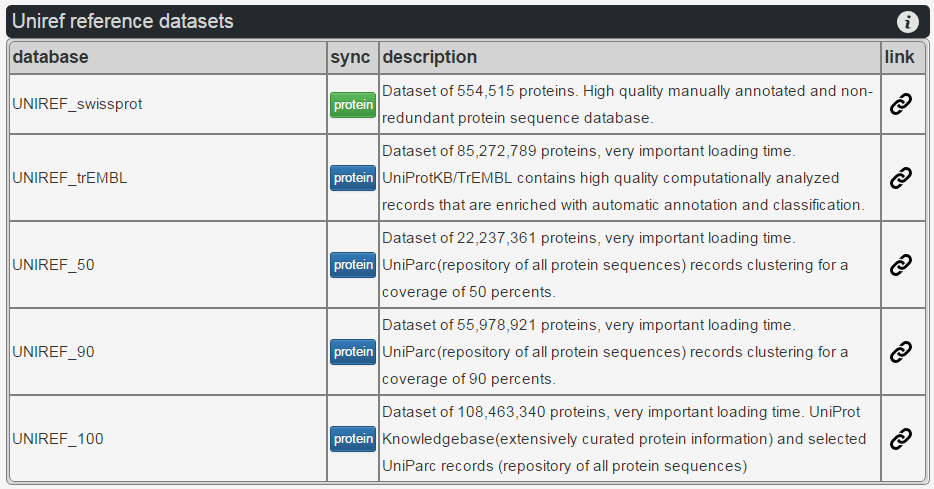 Uniref reference datasets
database sync description link
UNIREF_swissprot protein Dataset of 554,515 proteins. High quality manually annotated and non-
redundant protein sequence database.
UNIREF_trEMBL protein Dataset of 85,272,789 proteins, very important loading time.
UniProtKB/TrEMBL contains high quality computationally analyzed
records that are enriched with automatic annotation and classification.
UNIREF_50 protein Dataset of 22,237,361 proteins, very important loading time.
UniParc(repository of all protein sequences) records clustering for a
coverage of 50 percents.
UNIREF_90 protein Dataset of 55,978,921 proteins, very important loading time.
UniParc(repository of all protein sequences) records clustering for a
coverage of 90 percents.
UNIREF_100 protein Dataset of 108,463,340 proteins, very important loading time. UniProt
Knowledgebase(extensively curated protein information) and selected
UniParc records (repository of all protein sequences)